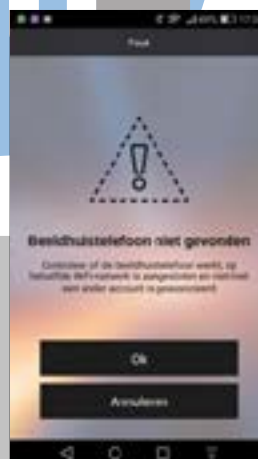 Fout
Beeldhuistelefoon niet gevonden
Controleer of de beeldhuistelefoon werkt, op
hetzelfde WiFi-netwerk is aangesloten en niet met
een ander account is geassocieerd
Ok
Annuleren